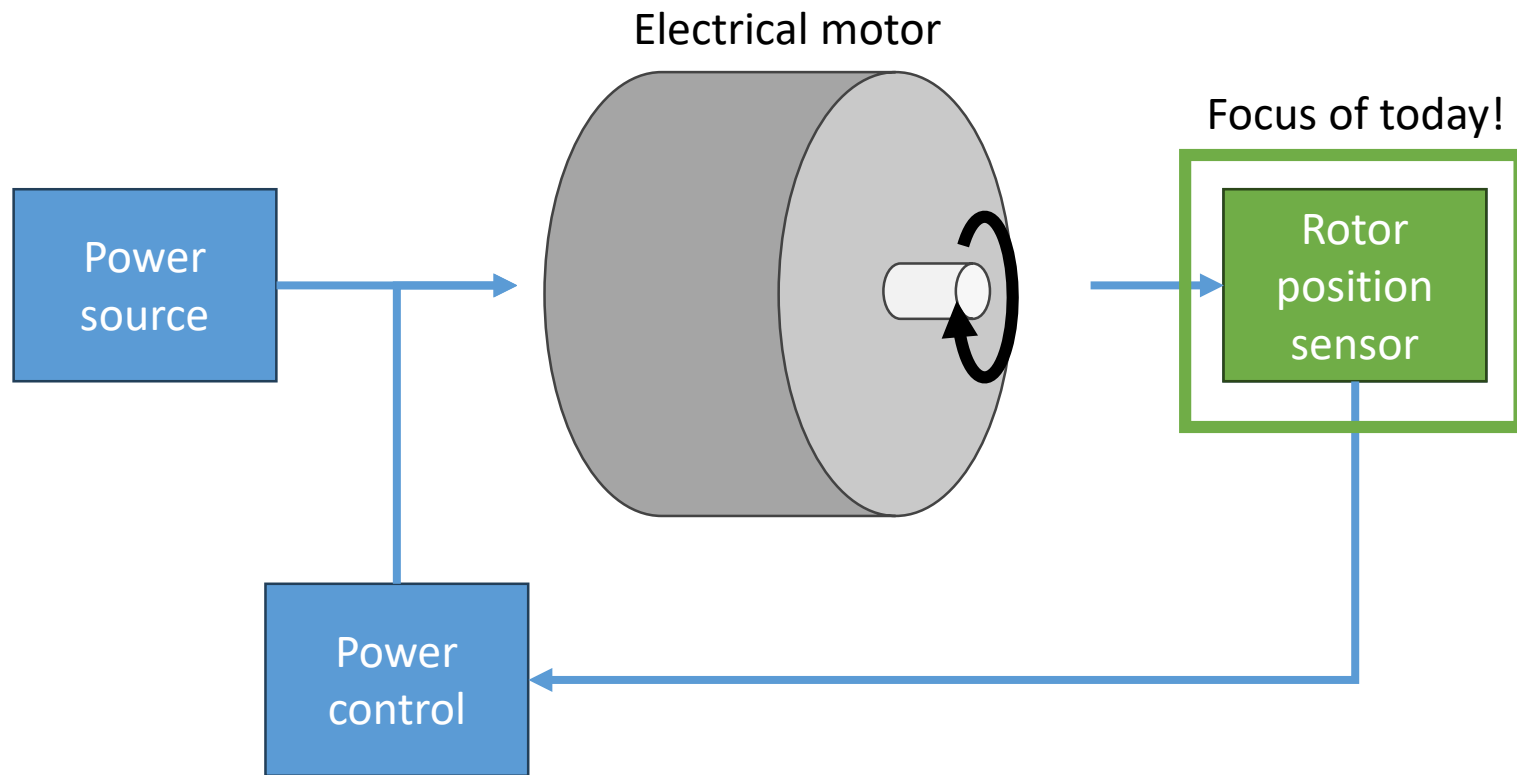 Electrical motor
Focus of today!
Power
source
Rotor
position
sensor
Power
control